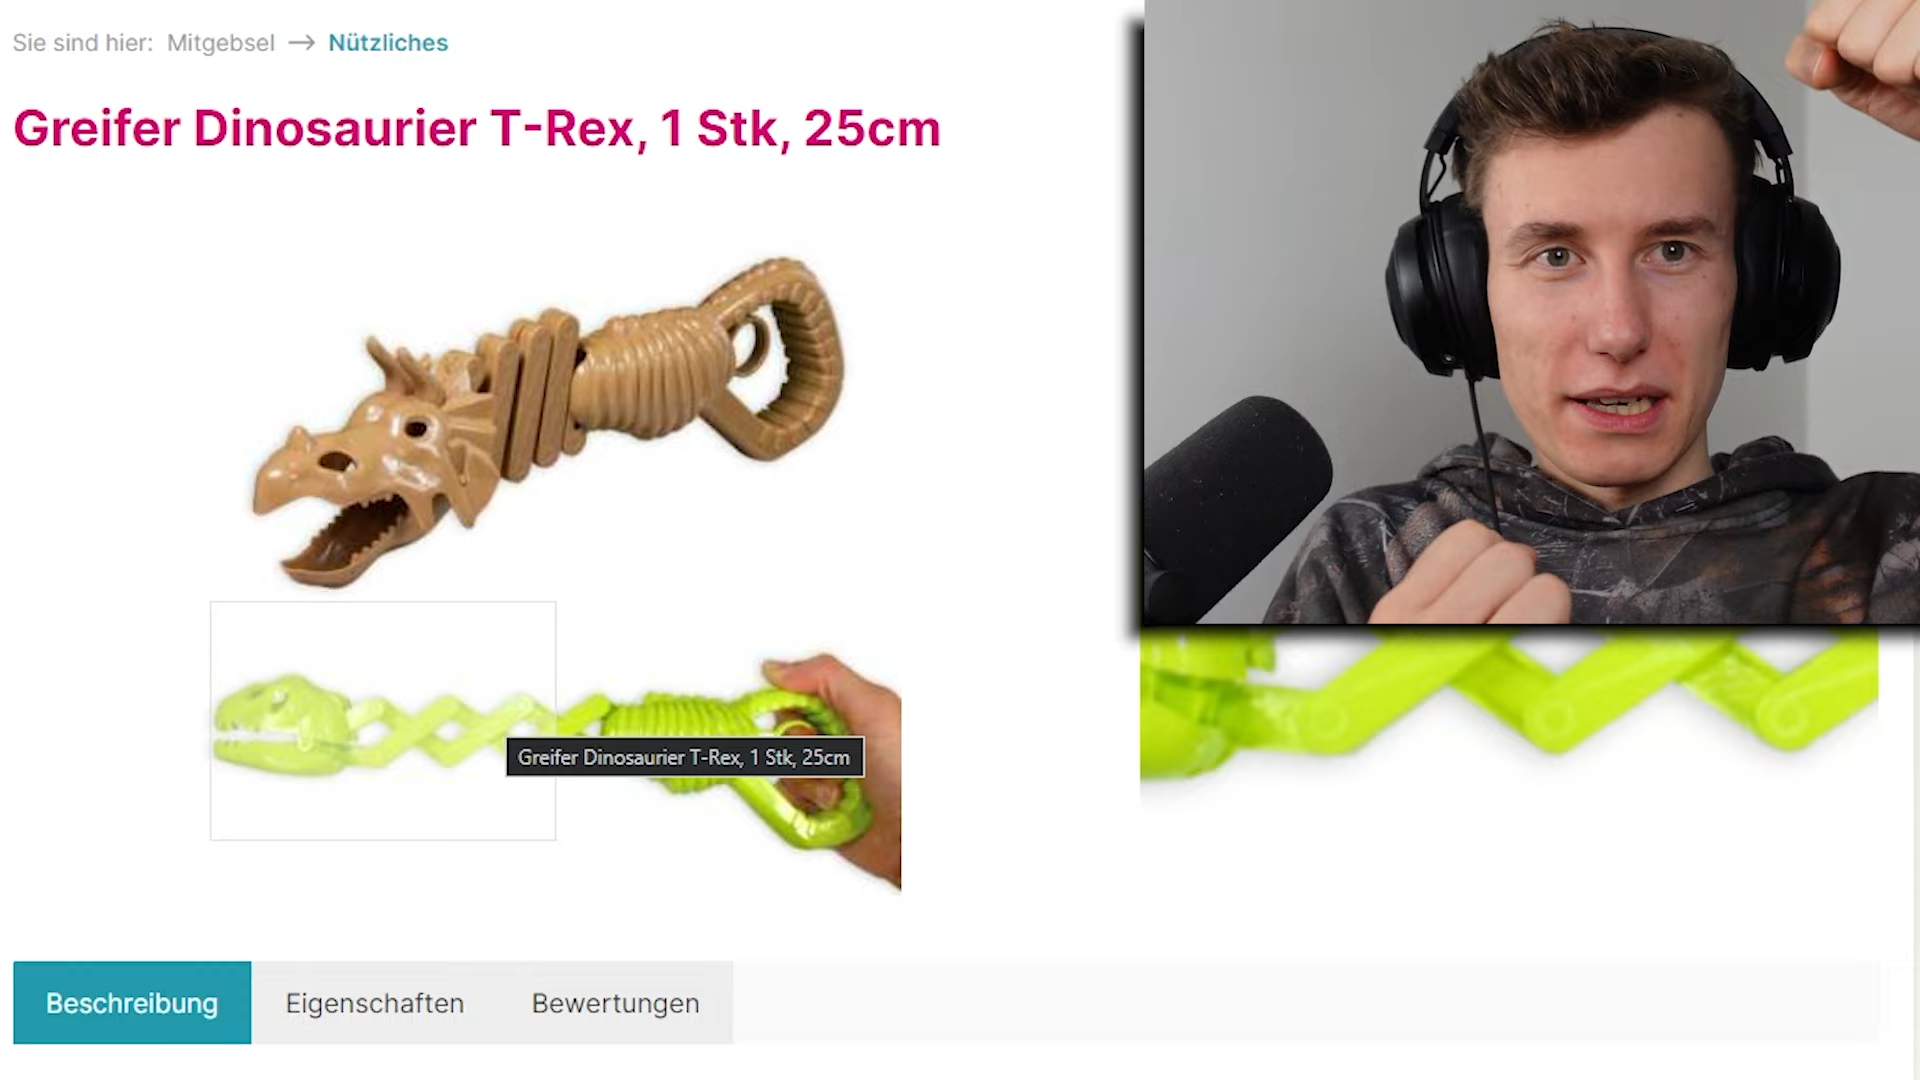 Sie sind hier: Mitgebsel → Nützliches
Greifer Dinosaurier T-Rex, 1 Stk, 25cm
Greifer Dinosaurier T-Rex, 1 Stk, 25cm
Beschreibung Eigenschaften Bewertungen